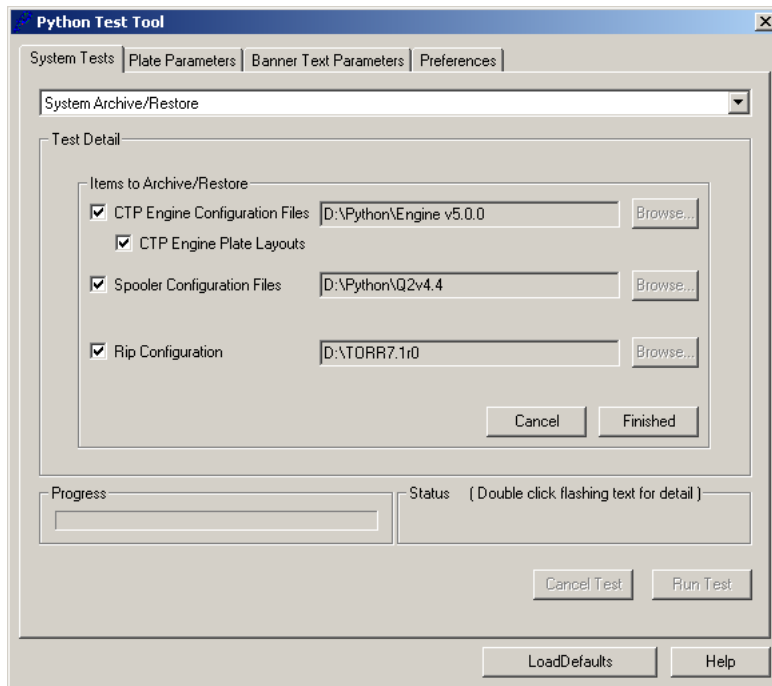 Python Test Tool
System Tests Plate Parameters Banner Text Parameters Preferences
System Archive/Restore
Test Detail
Items to Archive/Restore
CTP Engine Configuration Files D:\Python\Engine v5.0.0 Browse...
CTP Engine Plate Layouts
Spooler Configuration Files D:\Python\Q2v4.4 Browse...
Rip Configuration D:\TORR7.1r0 Browse...
Cancel Finished
Progress Status ( Double click flashing text for detail )
Cancel Test Run Test
LoadDefaults Help